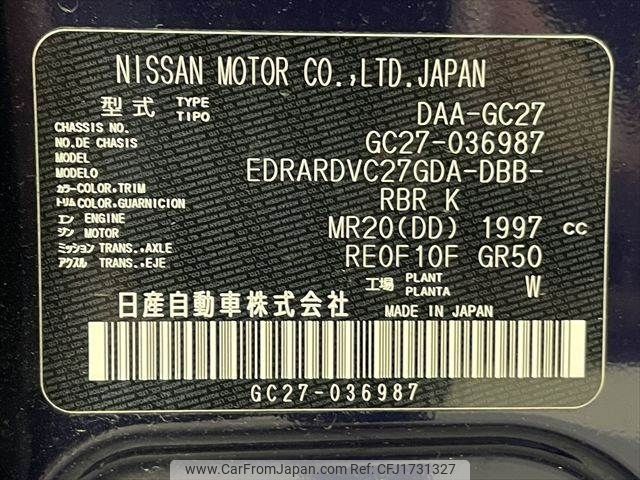 NISSAN MOTOR CO.,LTD.JAPAN
型式 TYPE TIPO DAA-GC27
CHASSIS NO. NO.DE CHASIS GC27-036987
MODEL MODELO EDRARDVC27GDA-DBB-
カラー COLOR,TRIM トリム COLOR,GUARNICION RBR K
エンジン ENGINE MOTOR MR20(DD) 1997 cc
ミッション TRANS.,AXLE アクスル TRANS.,EJE RE0F10F GR50
工場 PLANT PLANTA W
日産自動車株式会社 MADE IN JAPAN
GC27-036987
www.CarFromJapan.com | Ref. No: CFJ1731327